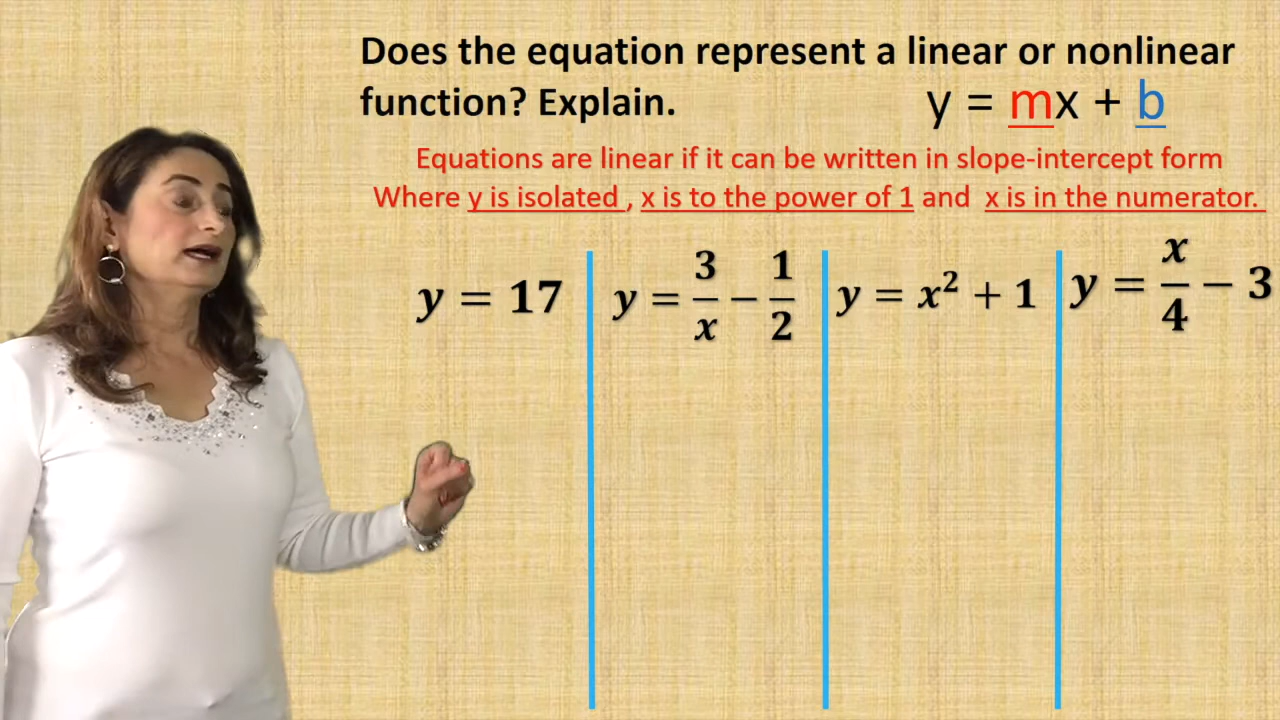 Does the equation represent a linear or nonlinear
function? Explain.
y = mx + b
Equations are linear if it can be written in slope-intercept form
Where y is isolated , x is to the power of 1 and x is in the numerator.
y = 17
y = 3/x − 1/2
y = x² + 1
y = x/4 − 3